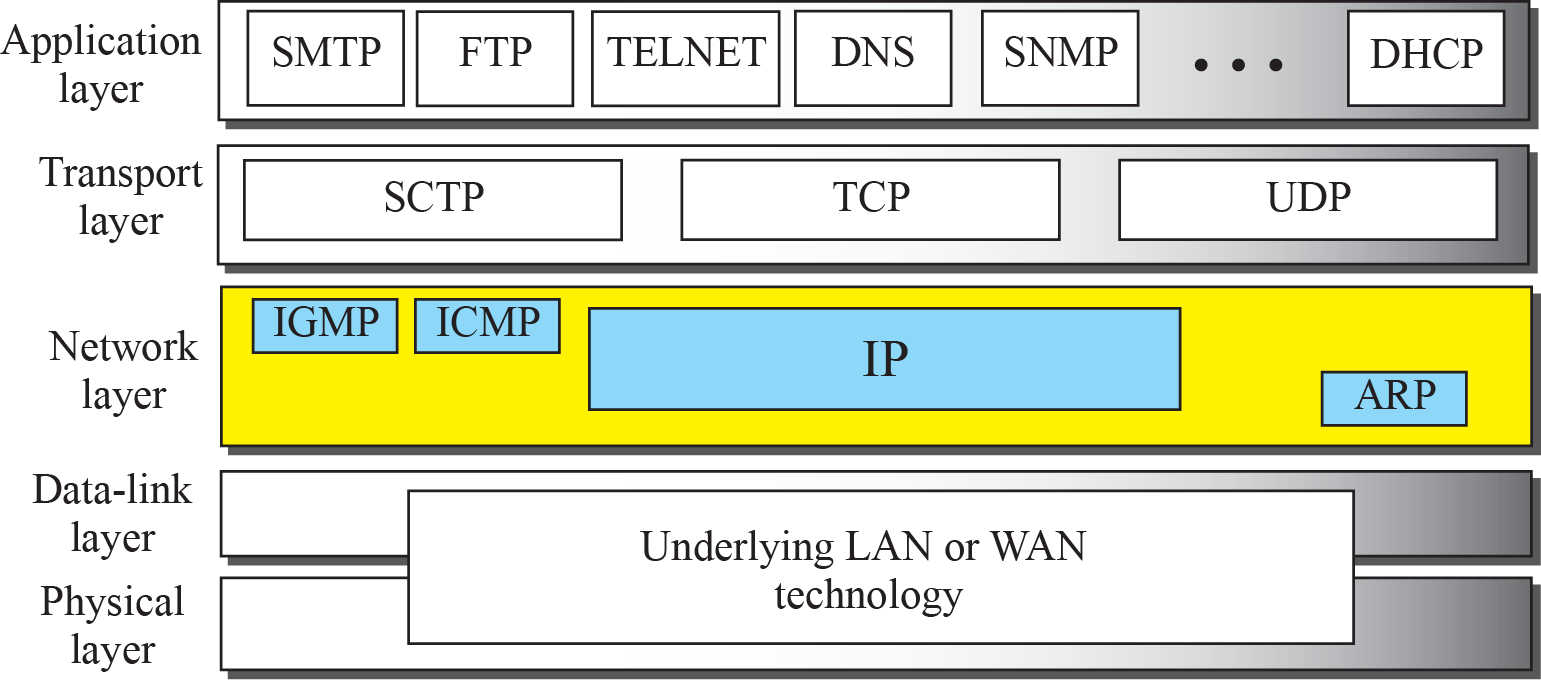 Application
layer
SMTP
FTP
TELNET
DNS
SNMP
• • •
DHCP
Transport
layer
SCTP
TCP
UDP
Network
layer
IGMP
ICMP
IP
ARP
Data-link
layer
Physical
layer
Underlying LAN or WAN
technology